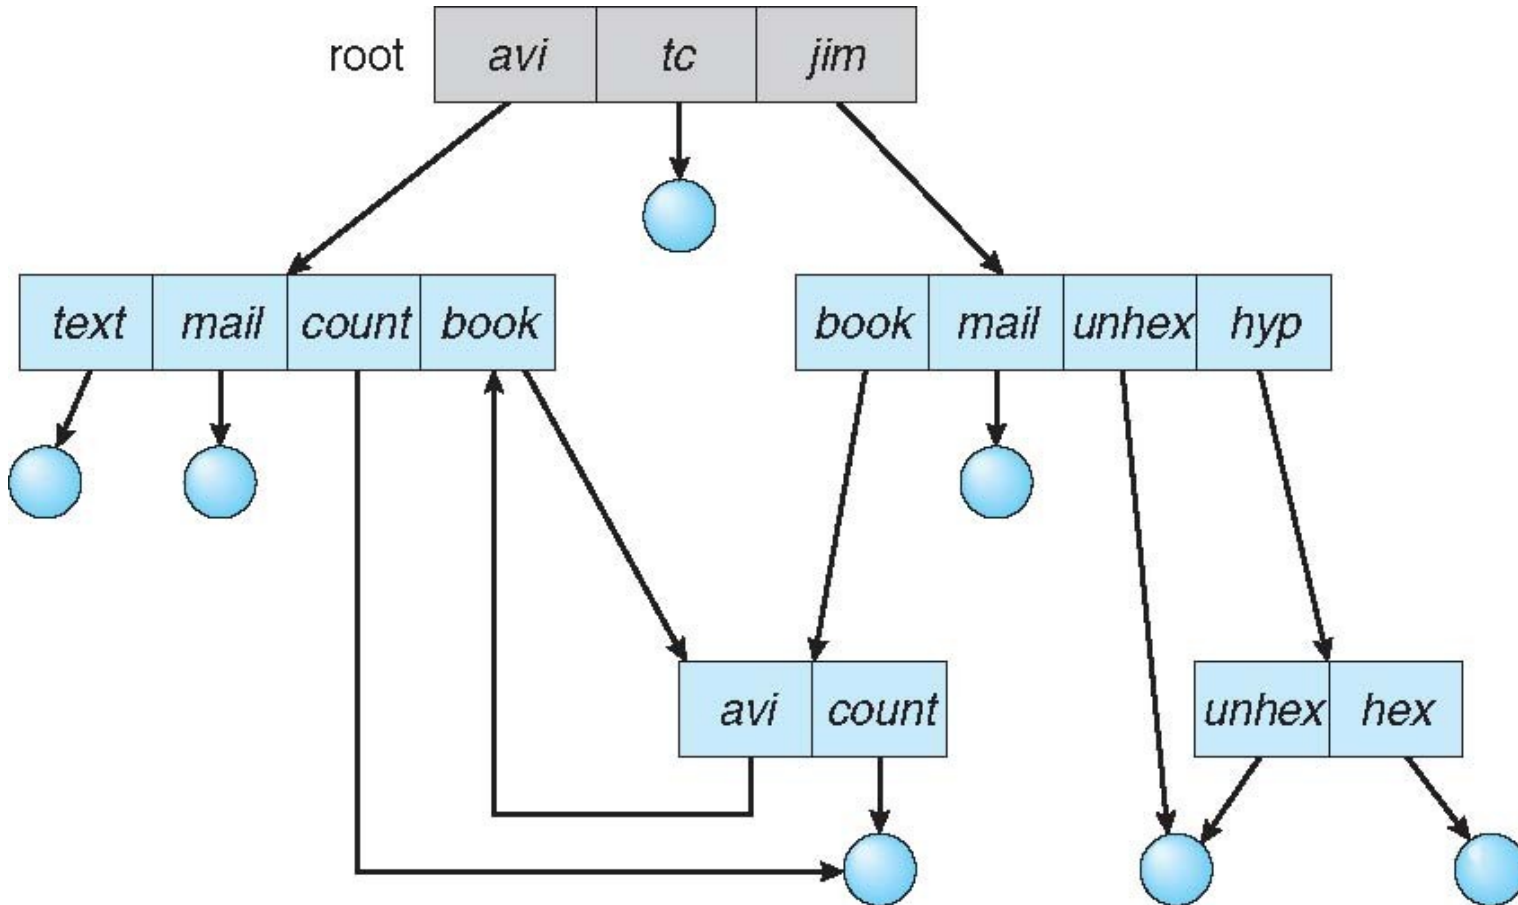 root avi tc jim
text mail count book book mail unhex hyp
avi count unhex hex